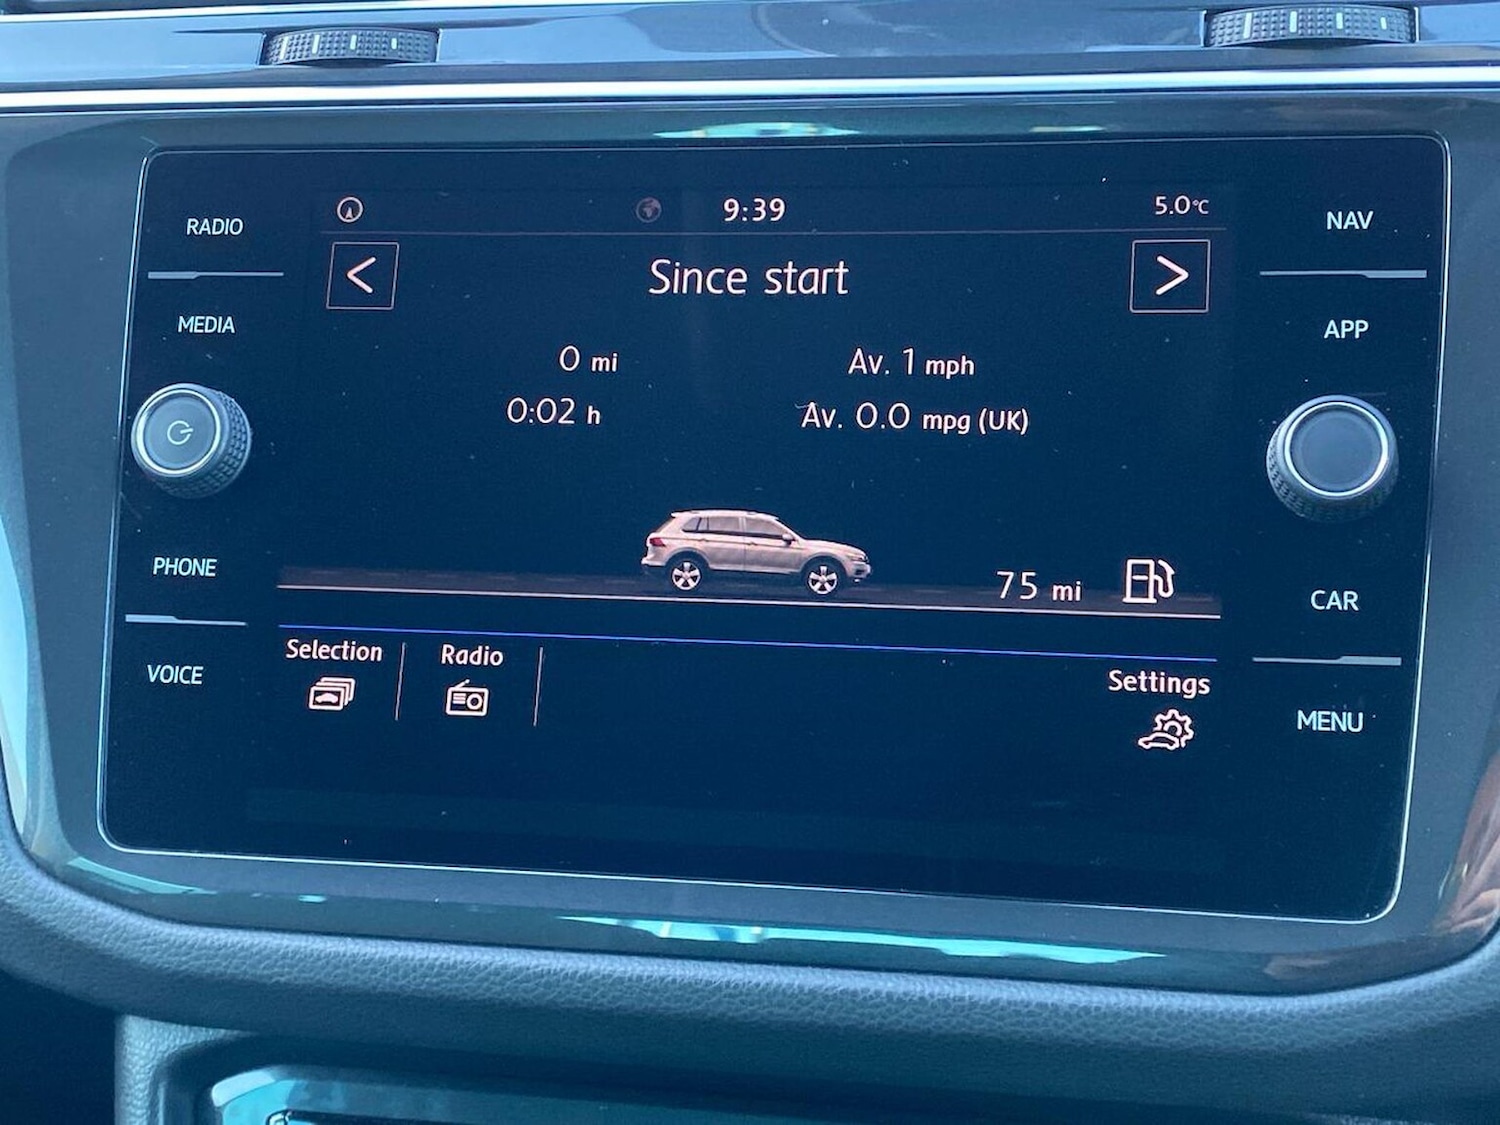 RADIO
MEDIA
PHONE
VOICE
9:39
5.0°C
< Since start >
0 mi
Av. 1 mph
0:02 h
Av. 0.0 mpg (UK)
75 mi
Selection
Radio
Settings
NAV
APP
CAR
MENU